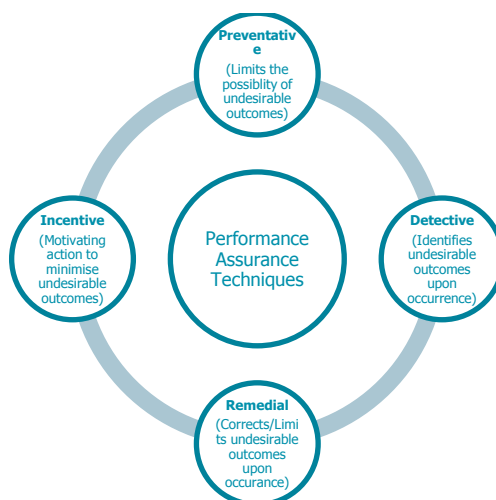 Preventativ
e
(Limits the
possiblity of
undesirable
outcomes)
Incentive
(Motivating
action to
minimise
undesirable
outcomes)
Performance
Assurance
Techniques
Detective
(Identifies
undesirable
outcomes
upon
occurrence)
Remedial
(Corrects/Limi
ts undesirable
outcomes
upon
occurance)